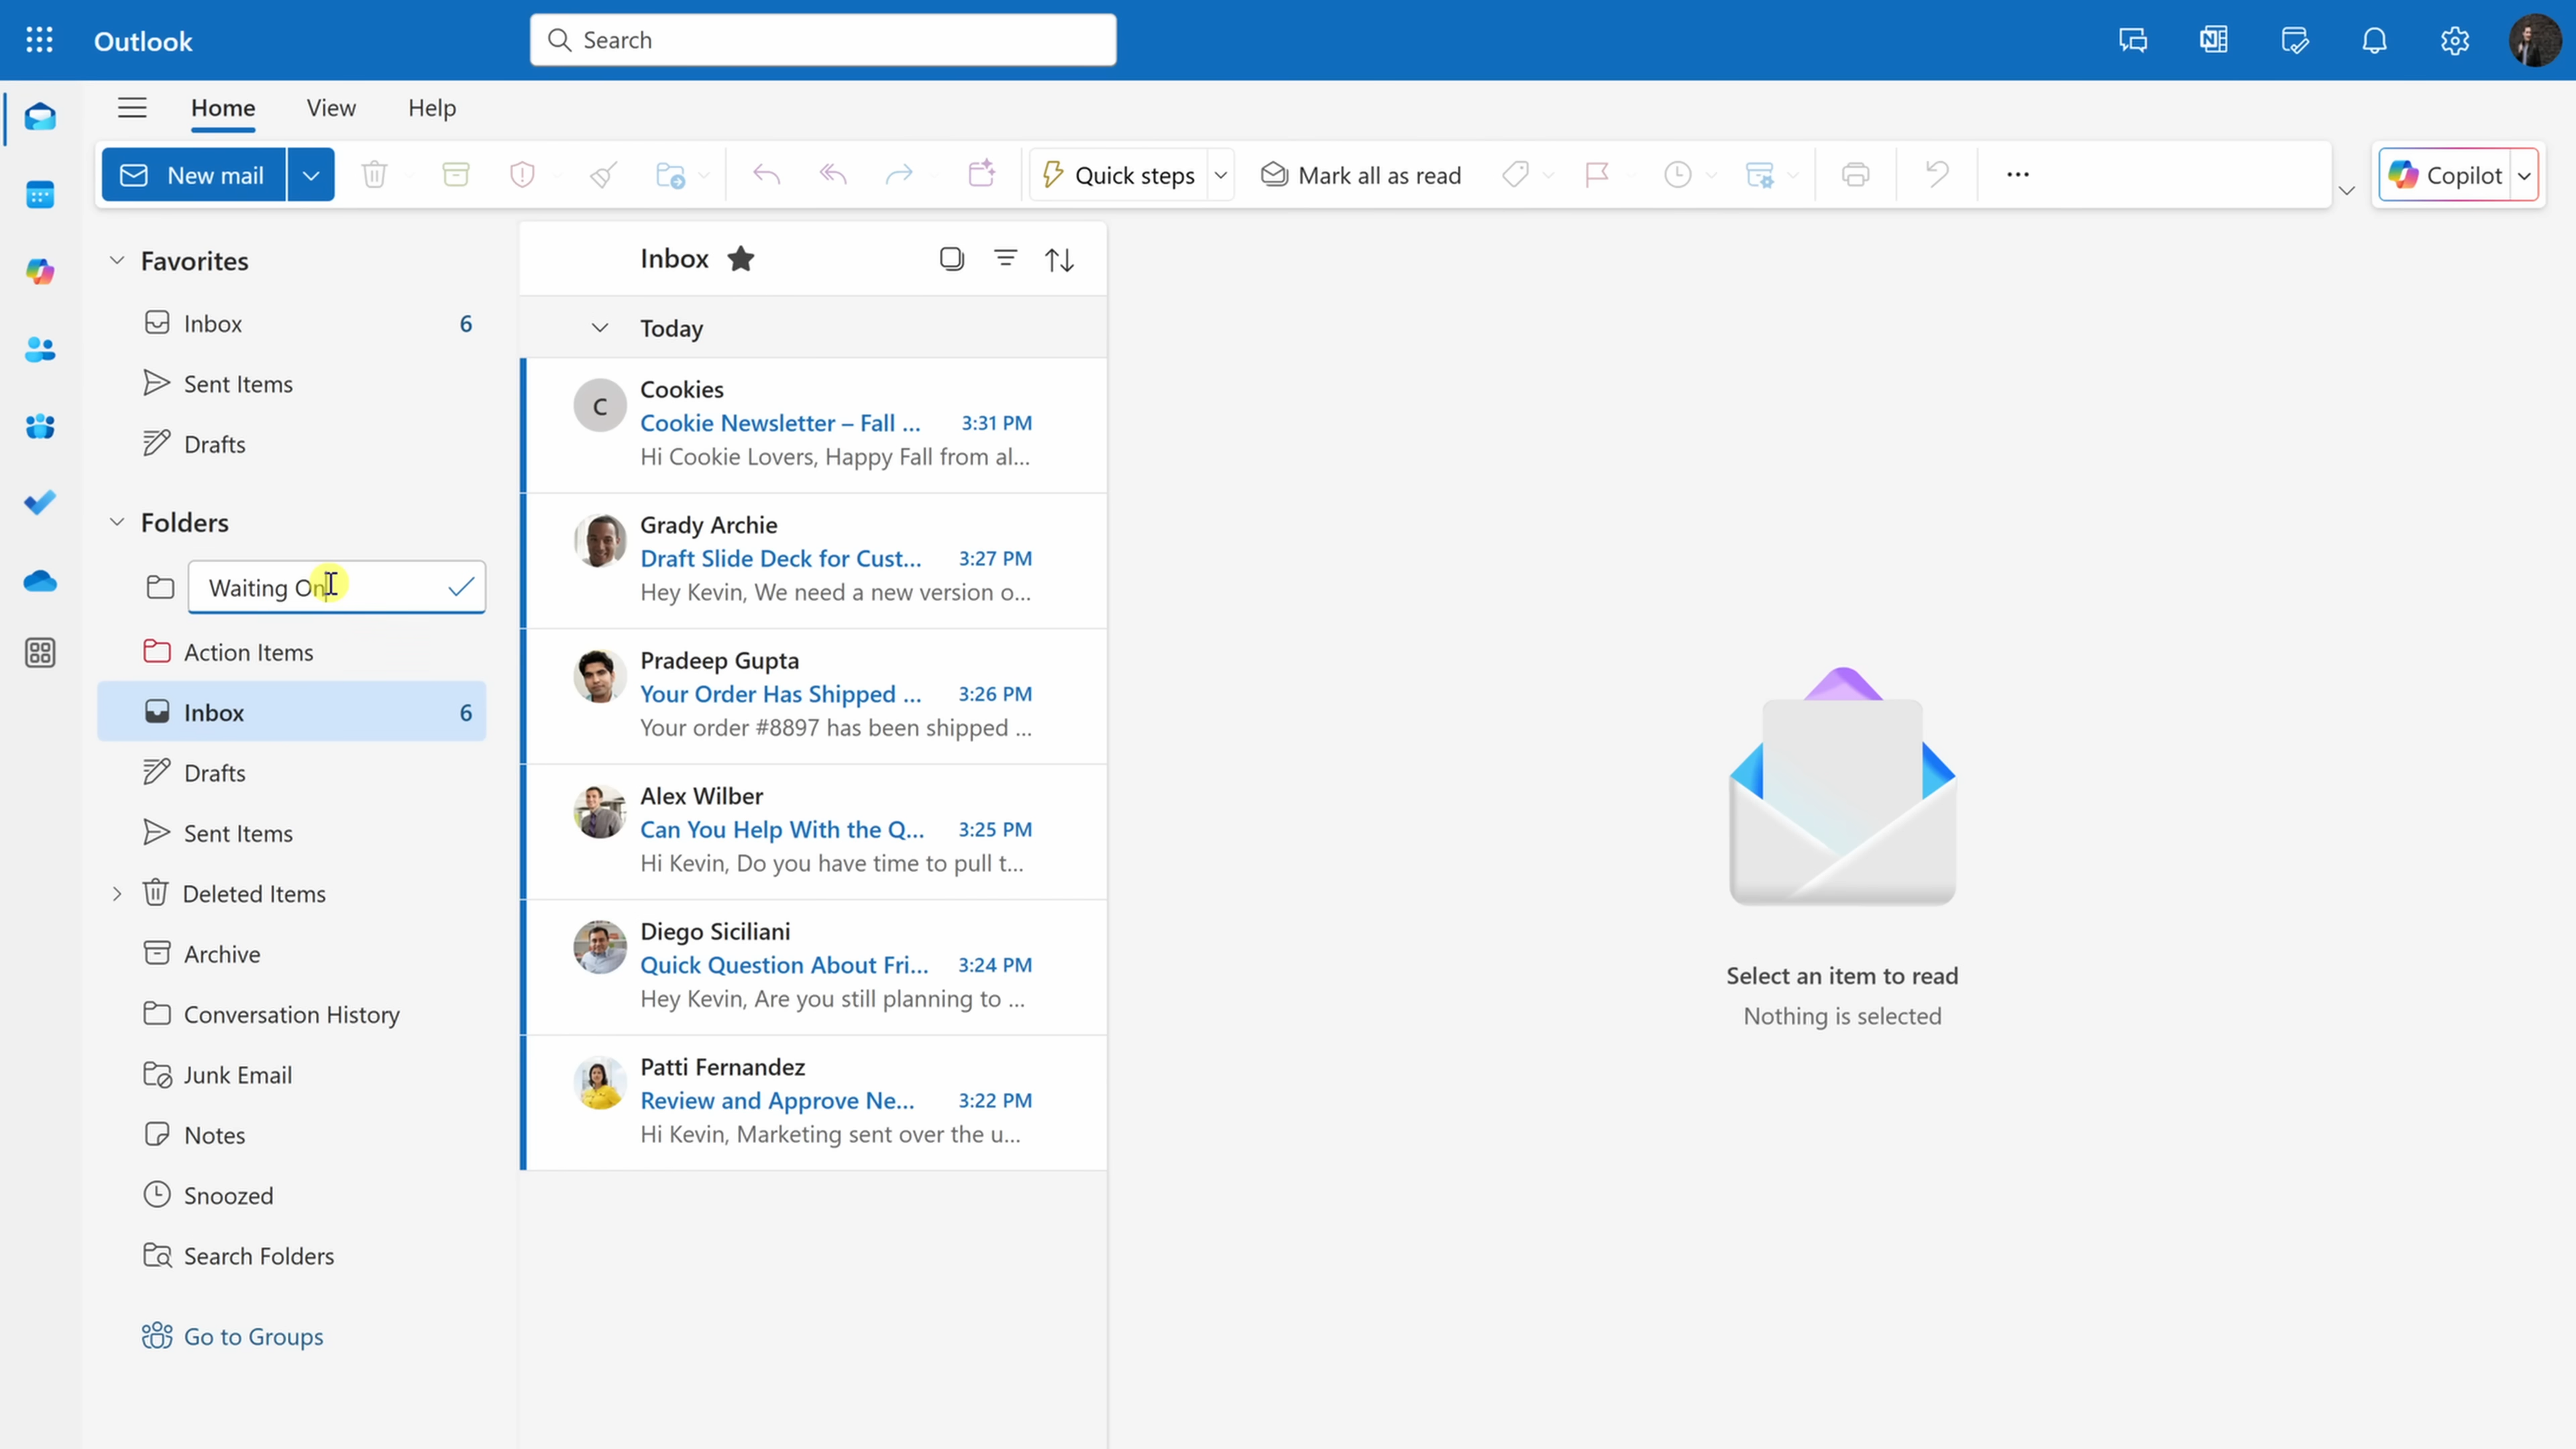 Outlook
Search
Home View Help
New mail
Quick steps
Mark all as read
Copilot
Favorites
Inbox 6
Sent Items
Drafts
Folders
Waiting On
Action Items
Inbox 6
Drafts
Sent Items
Deleted Items
Archive
Conversation History
Junk Email
Notes
Snoozed
Search Folders
Go to Groups
Inbox
Today
C
Cookies
Cookie Newsletter – Fall ... 3:31 PM
Hi Cookie Lovers, Happy Fall from al...
Grady Archie
Draft Slide Deck for Cust... 3:27 PM
Hey Kevin, We need a new version o...
Pradeep Gupta
Your Order Has Shipped ... 3:26 PM
Your order #8897 has been shipped ...
Alex Wilber
Can You Help With the Q... 3:25 PM
Hi Kevin, Do you have time to pull t...
Diego Siciliani
Quick Question About Fri... 3:24 PM
Hey Kevin, Are you still planning to ...
Patti Fernandez
Review and Approve Ne... 3:22 PM
Hi Kevin, Marketing sent over the u...
Select an item to read
Nothing is selected